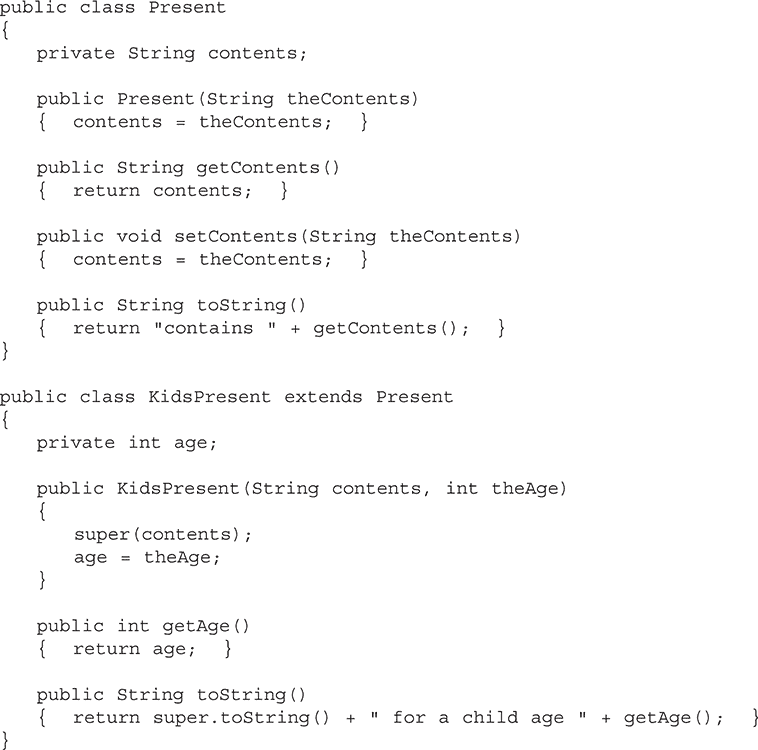 public class Present
{
private String contents;
public Present(String theContents)
{ contents = theContents; }
public String getContents()
{ return contents; }
public void setContents(String theContents)
{ contents = theContents; }
public String toString()
{ return "contains " + getContents(); }
}
public class KidsPresent extends Present
{
private int age;
public KidsPresent(String contents, int theAge)
{
super(contents);
age = theAge;
}
public int getAge()
{ return age; }
public String toString()
{ return super.toString() + " for a child age " + getAge(); }
}